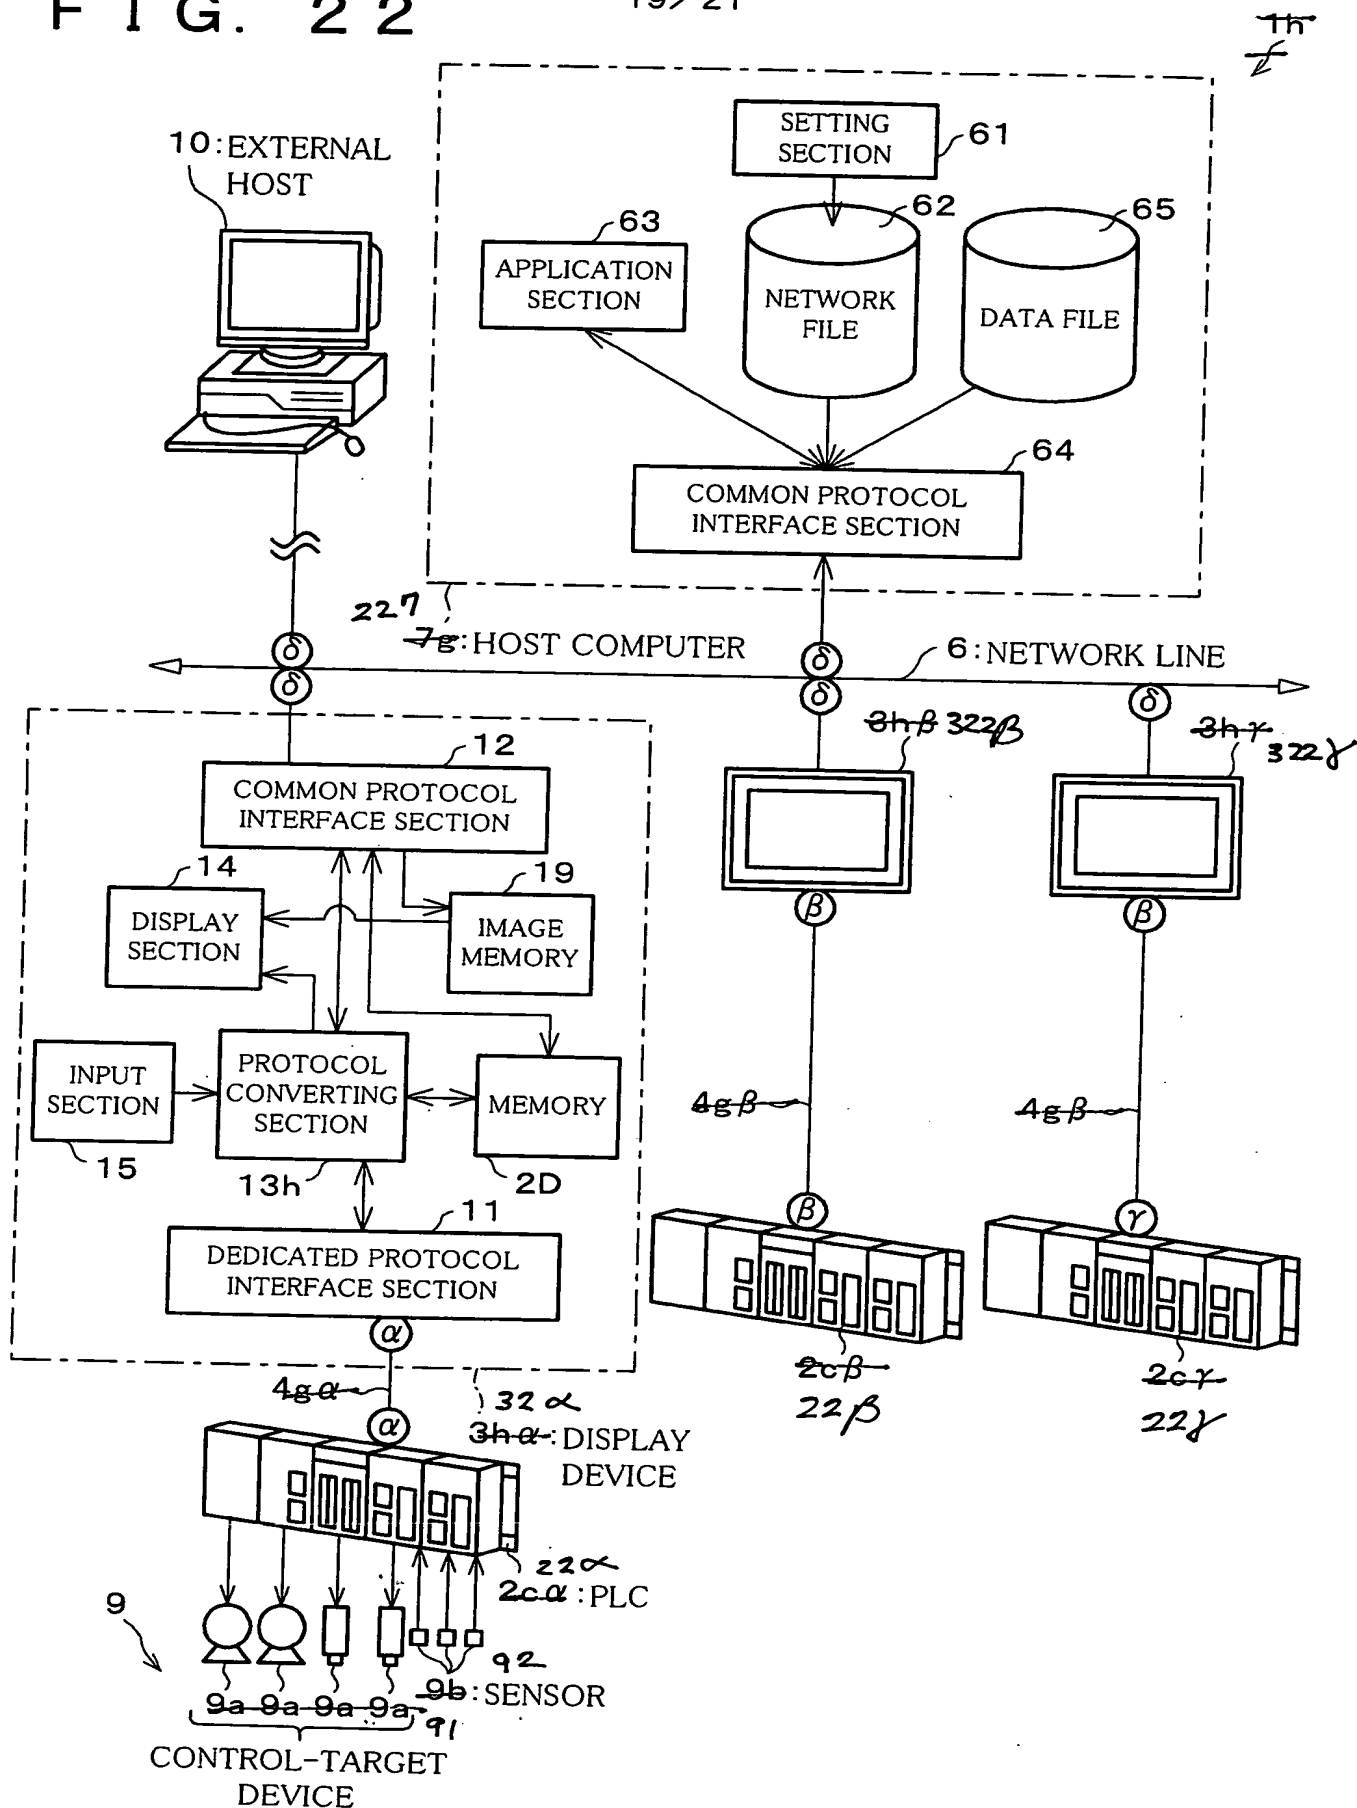 FIG. 22
19/21
1h
10: EXTERNAL
HOST
SETTING
SECTION
61
63
62
65
APPLICATION
SECTION
NETWORK
FILE
DATA FILE
64
COMMON PROTOCOL
INTERFACE SECTION
227
7g: HOST COMPUTER
6: NETWORK LINE
δ
δ
δ
δ
δ
3hβ 322β
3hγ 322γ
12
COMMON PROTOCOL
INTERFACE SECTION
14
19
DISPLAY
SECTION
IMAGE
MEMORY
β
β
INPUT
SECTION
PROTOCOL
CONVERTING
SECTION
MEMORY
4gβ
4gβ
15
13h
2D
11
β
γ
DEDICATED PROTOCOL
INTERFACE SECTION
α
2cβ
22β
2cγ
22γ
4gα
32α
α
3hα: DISPLAY
DEVICE
22α
2cα: PLC
9
92
9b: SENSOR
9a 9a 9a 9a
91
CONTROL-TARGET
DEVICE